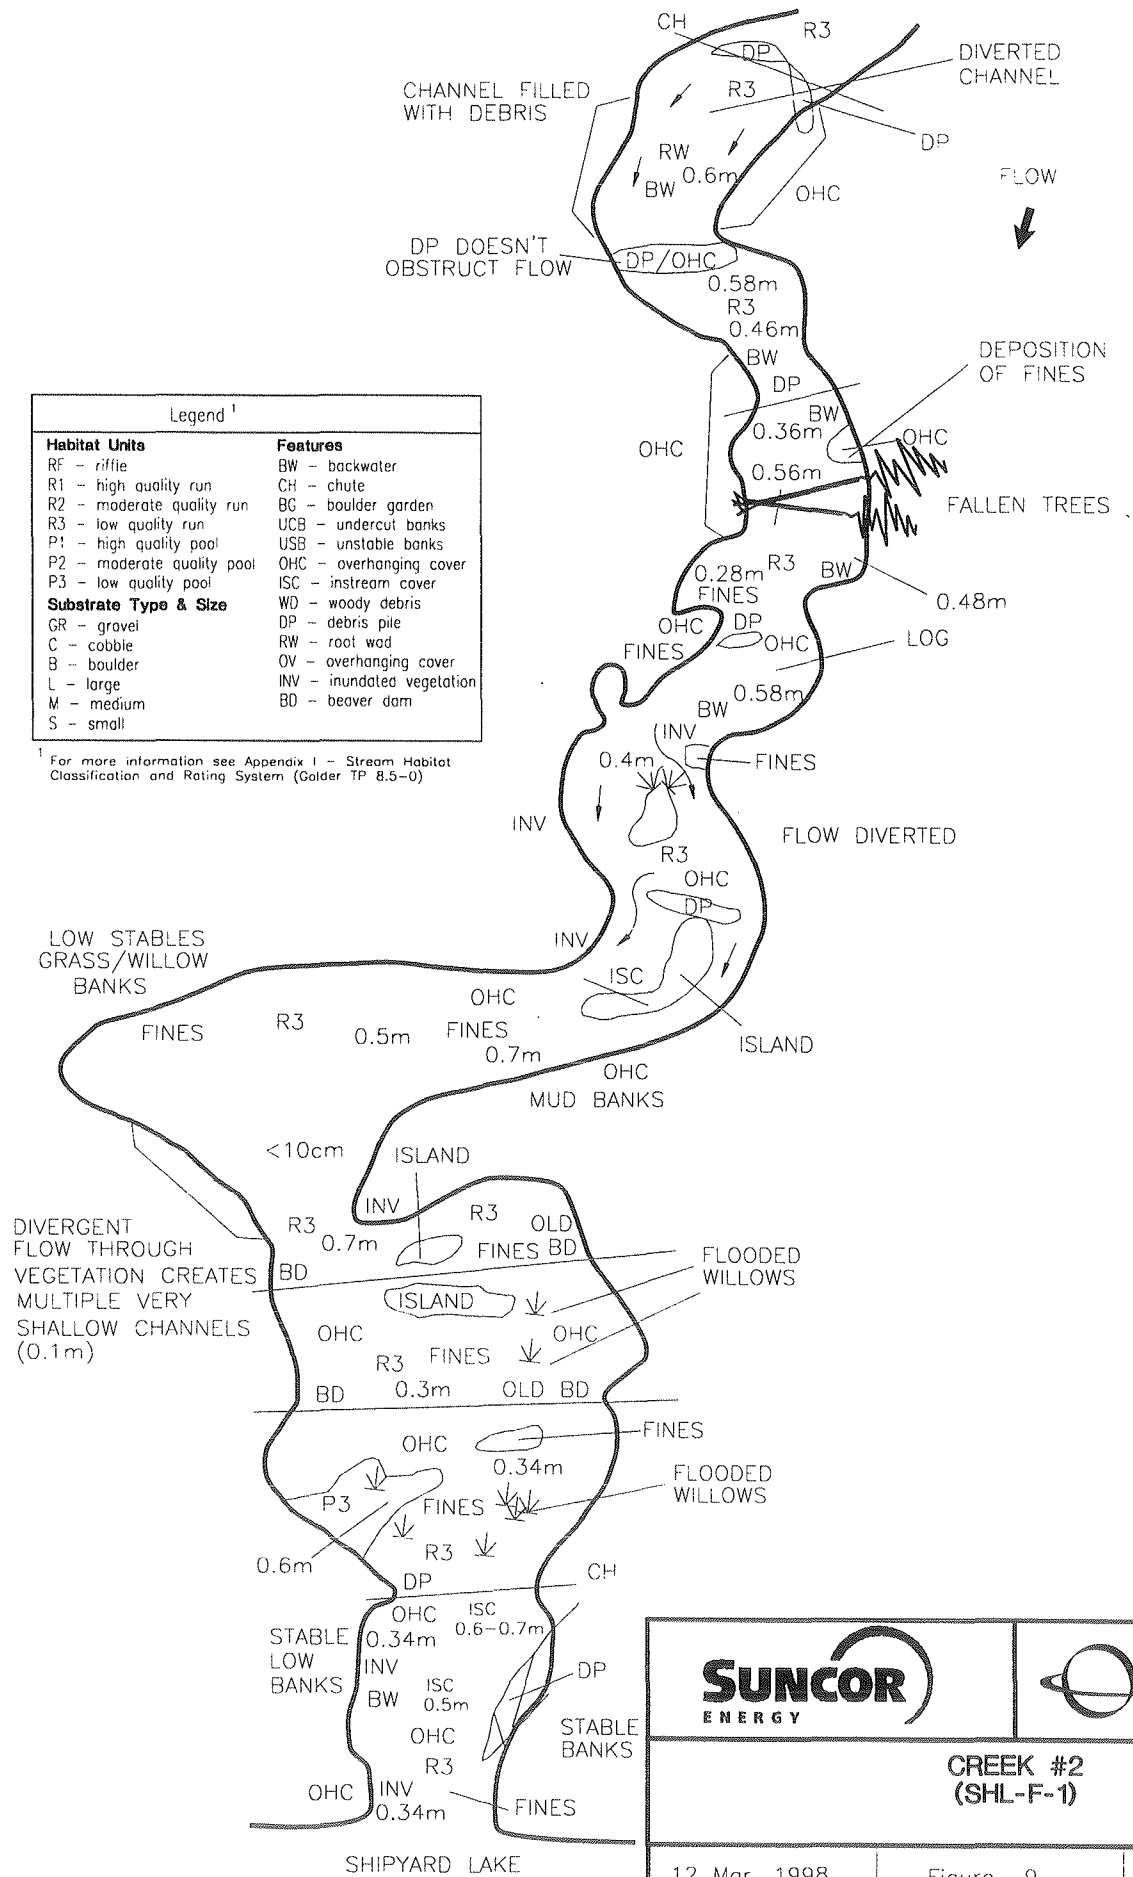 CH
R3
DP
DIVERTED
CHANNEL
CHANNEL FILLED
WITH DEBRIS
R3
DP
RW
0.6m
BW
OHC
FLOW
DP DOESN'T
OBSTRUCT FLOW
DP/OHC
0.58m
R3
0.46m
BW
DEPOSITION
OF FINES
DP
BW
0.36m
OHC
OHC
0.56m
FALLEN TREES
R3
0.28m
BW
FINES
0.48m
OHC
DP
OHC
LOG
FINES
0.58m
BW
INV
0.4m
FINES
INV
FLOW DIVERTED
R3
OHC
DP
INV
ISC
ISLAND
Legend 1
Habitat Units
RF - riffle
R1 - high quality run
R2 - moderate quality run
R3 - low quality run
P1 - high quality pool
P2 - moderate quality pool
P3 - low quality pool
Substrate Type & Size
GR - gravel
C - cobble
B - boulder
L - large
M - medium
S - small
Features
BW - backwater
CH - chute
BG - boulder garden
UCB - undercut banks
USB - unstable banks
OHC - overhanging cover
ISC - instream cover
WD - woody debris
DP - debris pile
RW - root wad
OV - overhanging cover
INV - inundated vegetation
BD - beaver dam
1 For more information see Appendix I - Stream Habitat
Classification and Rating System (Golder TP 8.5-0)
LOW STABLES
GRASS/WILLOW
BANKS
OHC
FINES
R3
0.5m
FINES
0.7m
OHC
MUD BANKS
<10cm
ISLAND
INV
R3
R3
OLD
BD
0.7m
FINES
BD
FLOODED
WILLOWS
DIVERGENT
FLOW THROUGH
VEGETATION CREATES
MULTIPLE VERY
SHALLOW CHANNELS
(0.1m)
ISLAND
OHC
OHC
R3
FINES
BD
0.3m
OLD BD
OHC
FINES
0.34m
FLOODED
WILLOWS
P3
FINES
0.6m
R3
DP
CH
OHC
ISC
0.6-0.7m
STABLE
LOW
BANKS
0.34m
INV
ISC
0.5m
BW
DP
OHC
STABLE
BANKS
R3
OHC
INV
0.34m
FINES
SHIPYARD LAKE
SUNCOR
ENERGY
CREEK #2
(SHL-F-1)
12 Mar. 1998
Figure 9